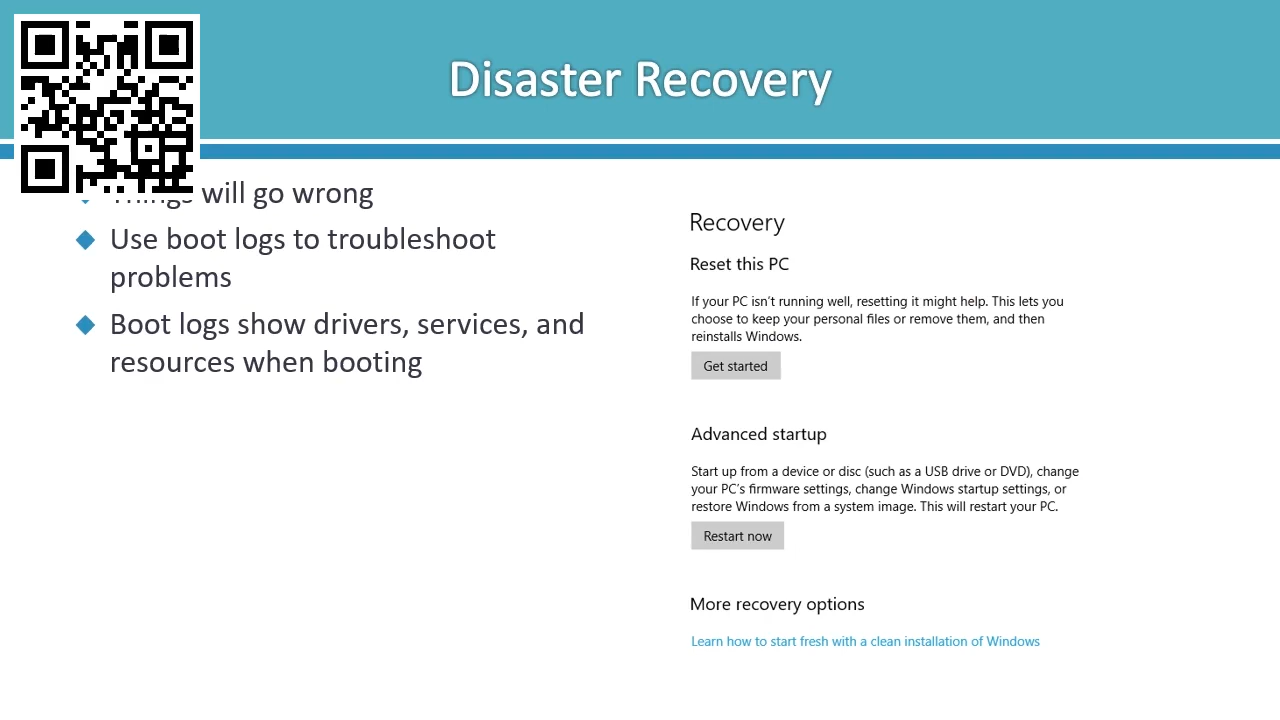 Disaster Recovery
Things will go wrong
Use boot logs to troubleshoot
problems
Boot logs show drivers, services, and
resources when booting
Recovery
Reset this PC
If your PC isn't running well, resetting it might help. This lets you
choose to keep your personal files or remove them, and then
reinstalls Windows.
Get started
Advanced startup
Start up from a device or disc (such as a USB drive or DVD), change
your PC's firmware settings, change Windows startup settings, or
restore Windows from a system image. This will restart your PC.
Restart now
More recovery options
Learn how to start fresh with a clean installation of Windows